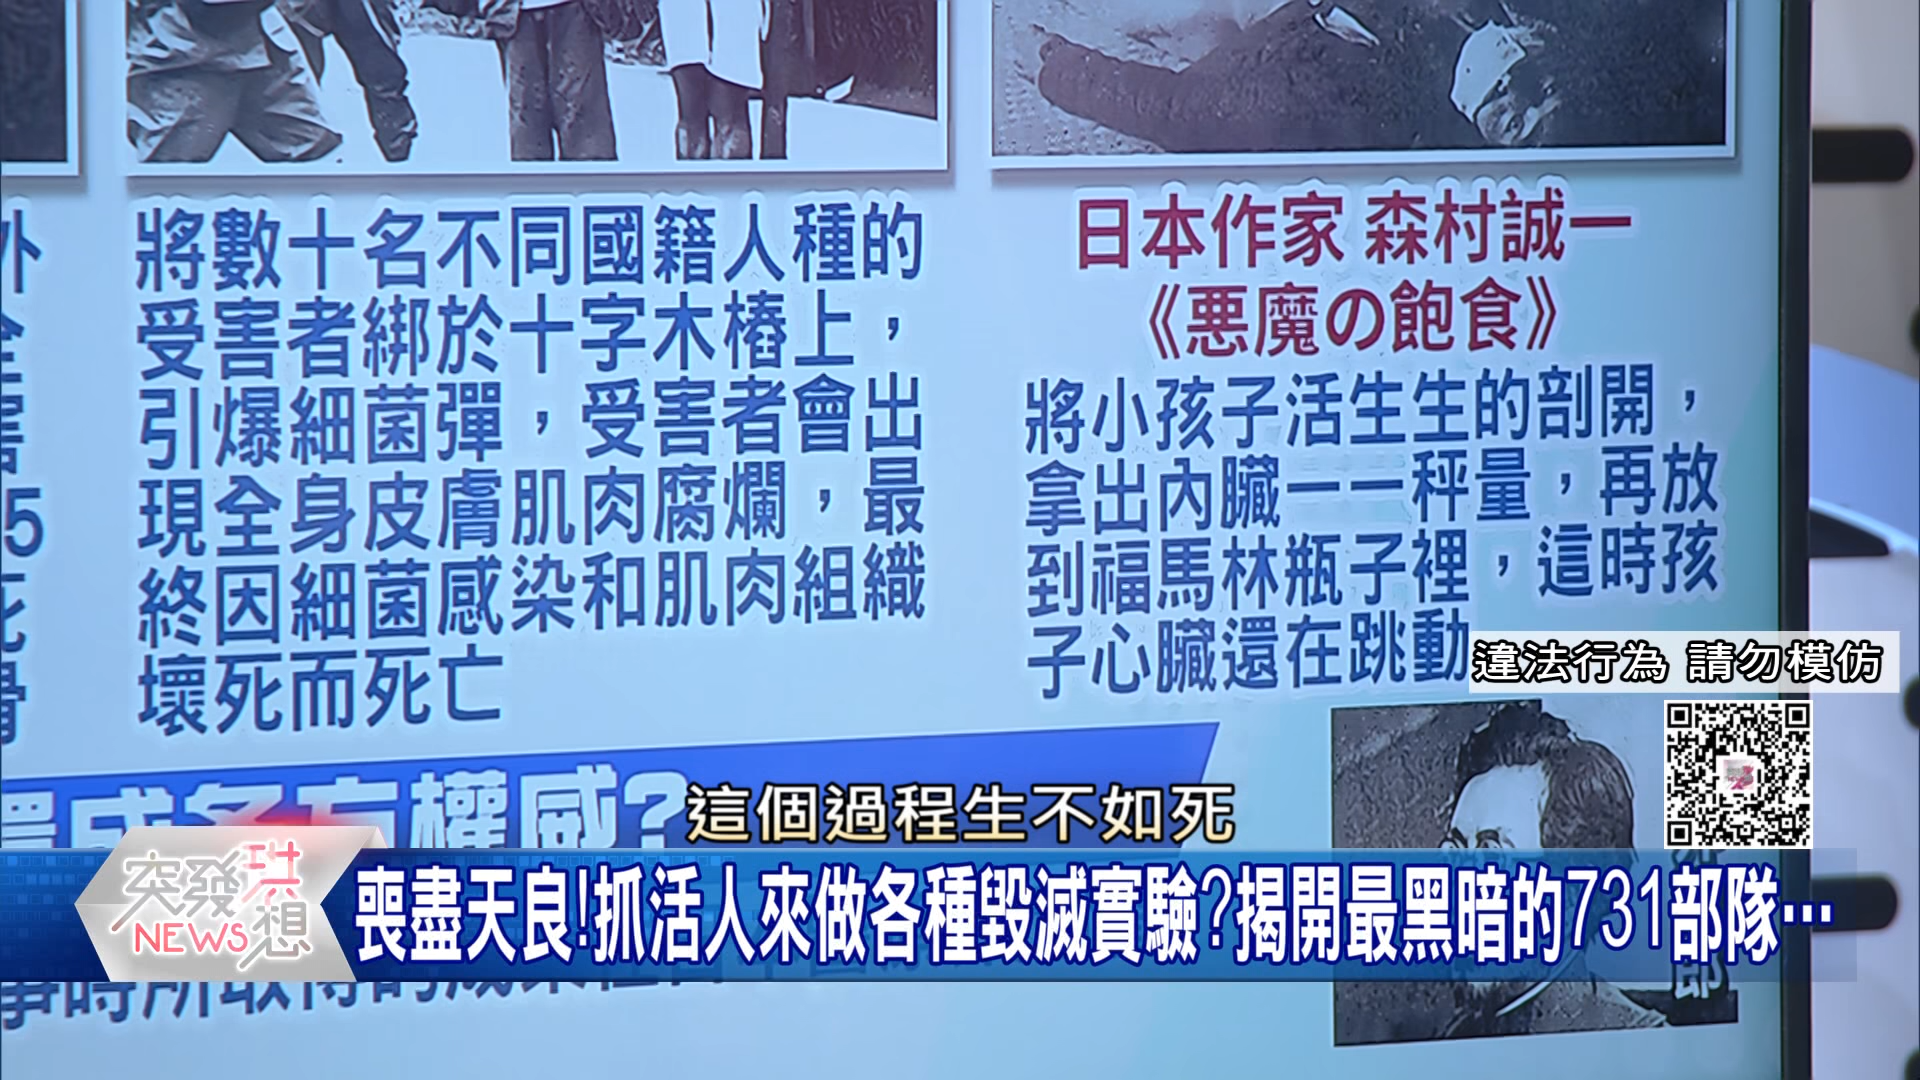 外
將數十名不同國籍人種的
受害者綁於十字木樁上，
引爆細菌彈，受害者會出
現全身皮膚肌肉腐爛，最
終因細菌感染和肌肉組織
壞死而死亡
5
死
骨
日本作家 森村誠一
《悪魔の飽食》
將小孩子活生生的剖開，
拿出內臟一一秤量，再放
到福馬林瓶子裡，這時孩
子心臟還在跳動
違法行為 請勿模仿
權威?
這個過程生不如死
突發琪想
NEWS
喪盡天良!抓活人來做各種毀滅實驗?揭開最黑暗的731部隊…
郎